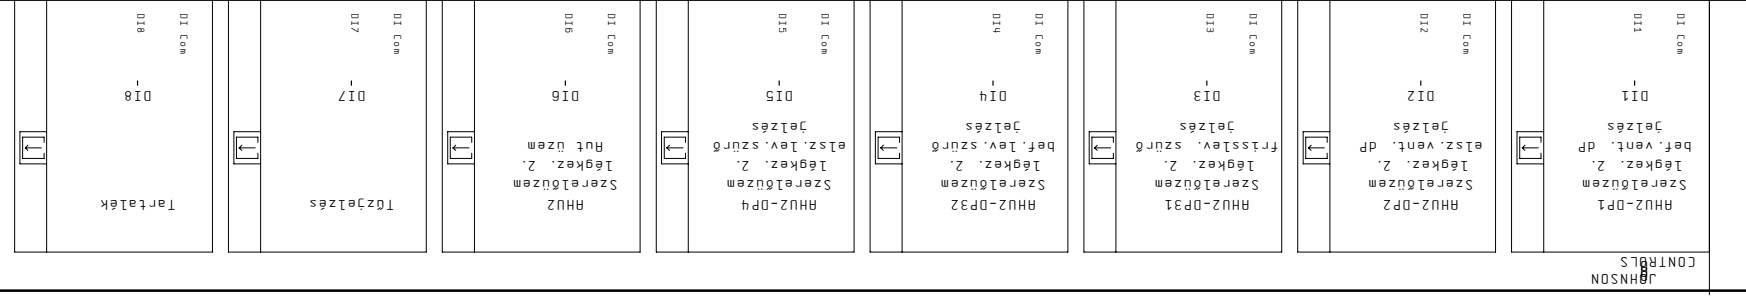 JOHNSON
CONTROLS
AHU2-DP1
Szerelőüzem
légkez. 2.
bef. vent. dP
jelzés
DI1
-
DI Com
DI1
AHU2-DP2
Szerelőüzem
légkez. 2.
elsz. vent. dP
jelzés
DI2
-
DI Com
DI2
AHU2-DP31
Szerelőüzem
légkez. 2.
frisslev. szűrő
jelzés
DI3
-
DI Com
DI3
AHU2-DP32
Szerelőüzem
légkez. 2.
bef.lev.szűrő
jelzés
DI4
-
DI Com
DI4
AHU2-DP4
Szerelőüzem
légkez. 2.
elsz.lev.szűrő
jelzés
DI5
-
DI Com
DI5
AHU2
Szerelőüzem
légkez. 2.
Aut üzem
DI6
-
DI Com
DI6
Tűzjelzés
DI7
-
DI Com
DI7
Tartalék
DI8
-
DI Com
DI8